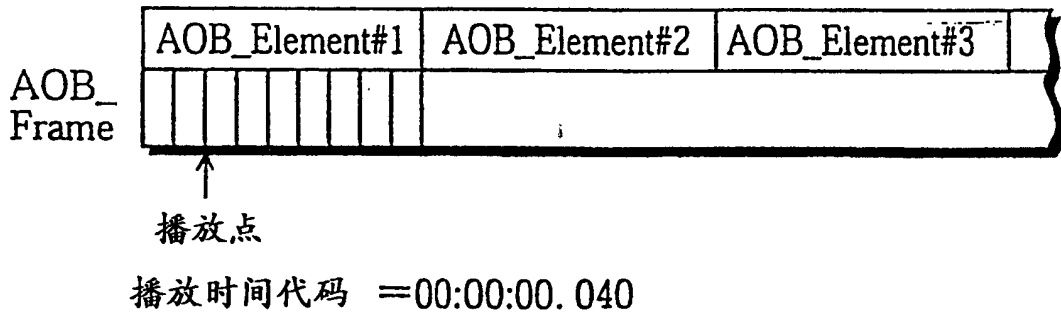 AOB_Element#1 AOB_Element#2 AOB_Element#3
AOB_
Frame
播放点
播放时间代码 =00:00:00.040